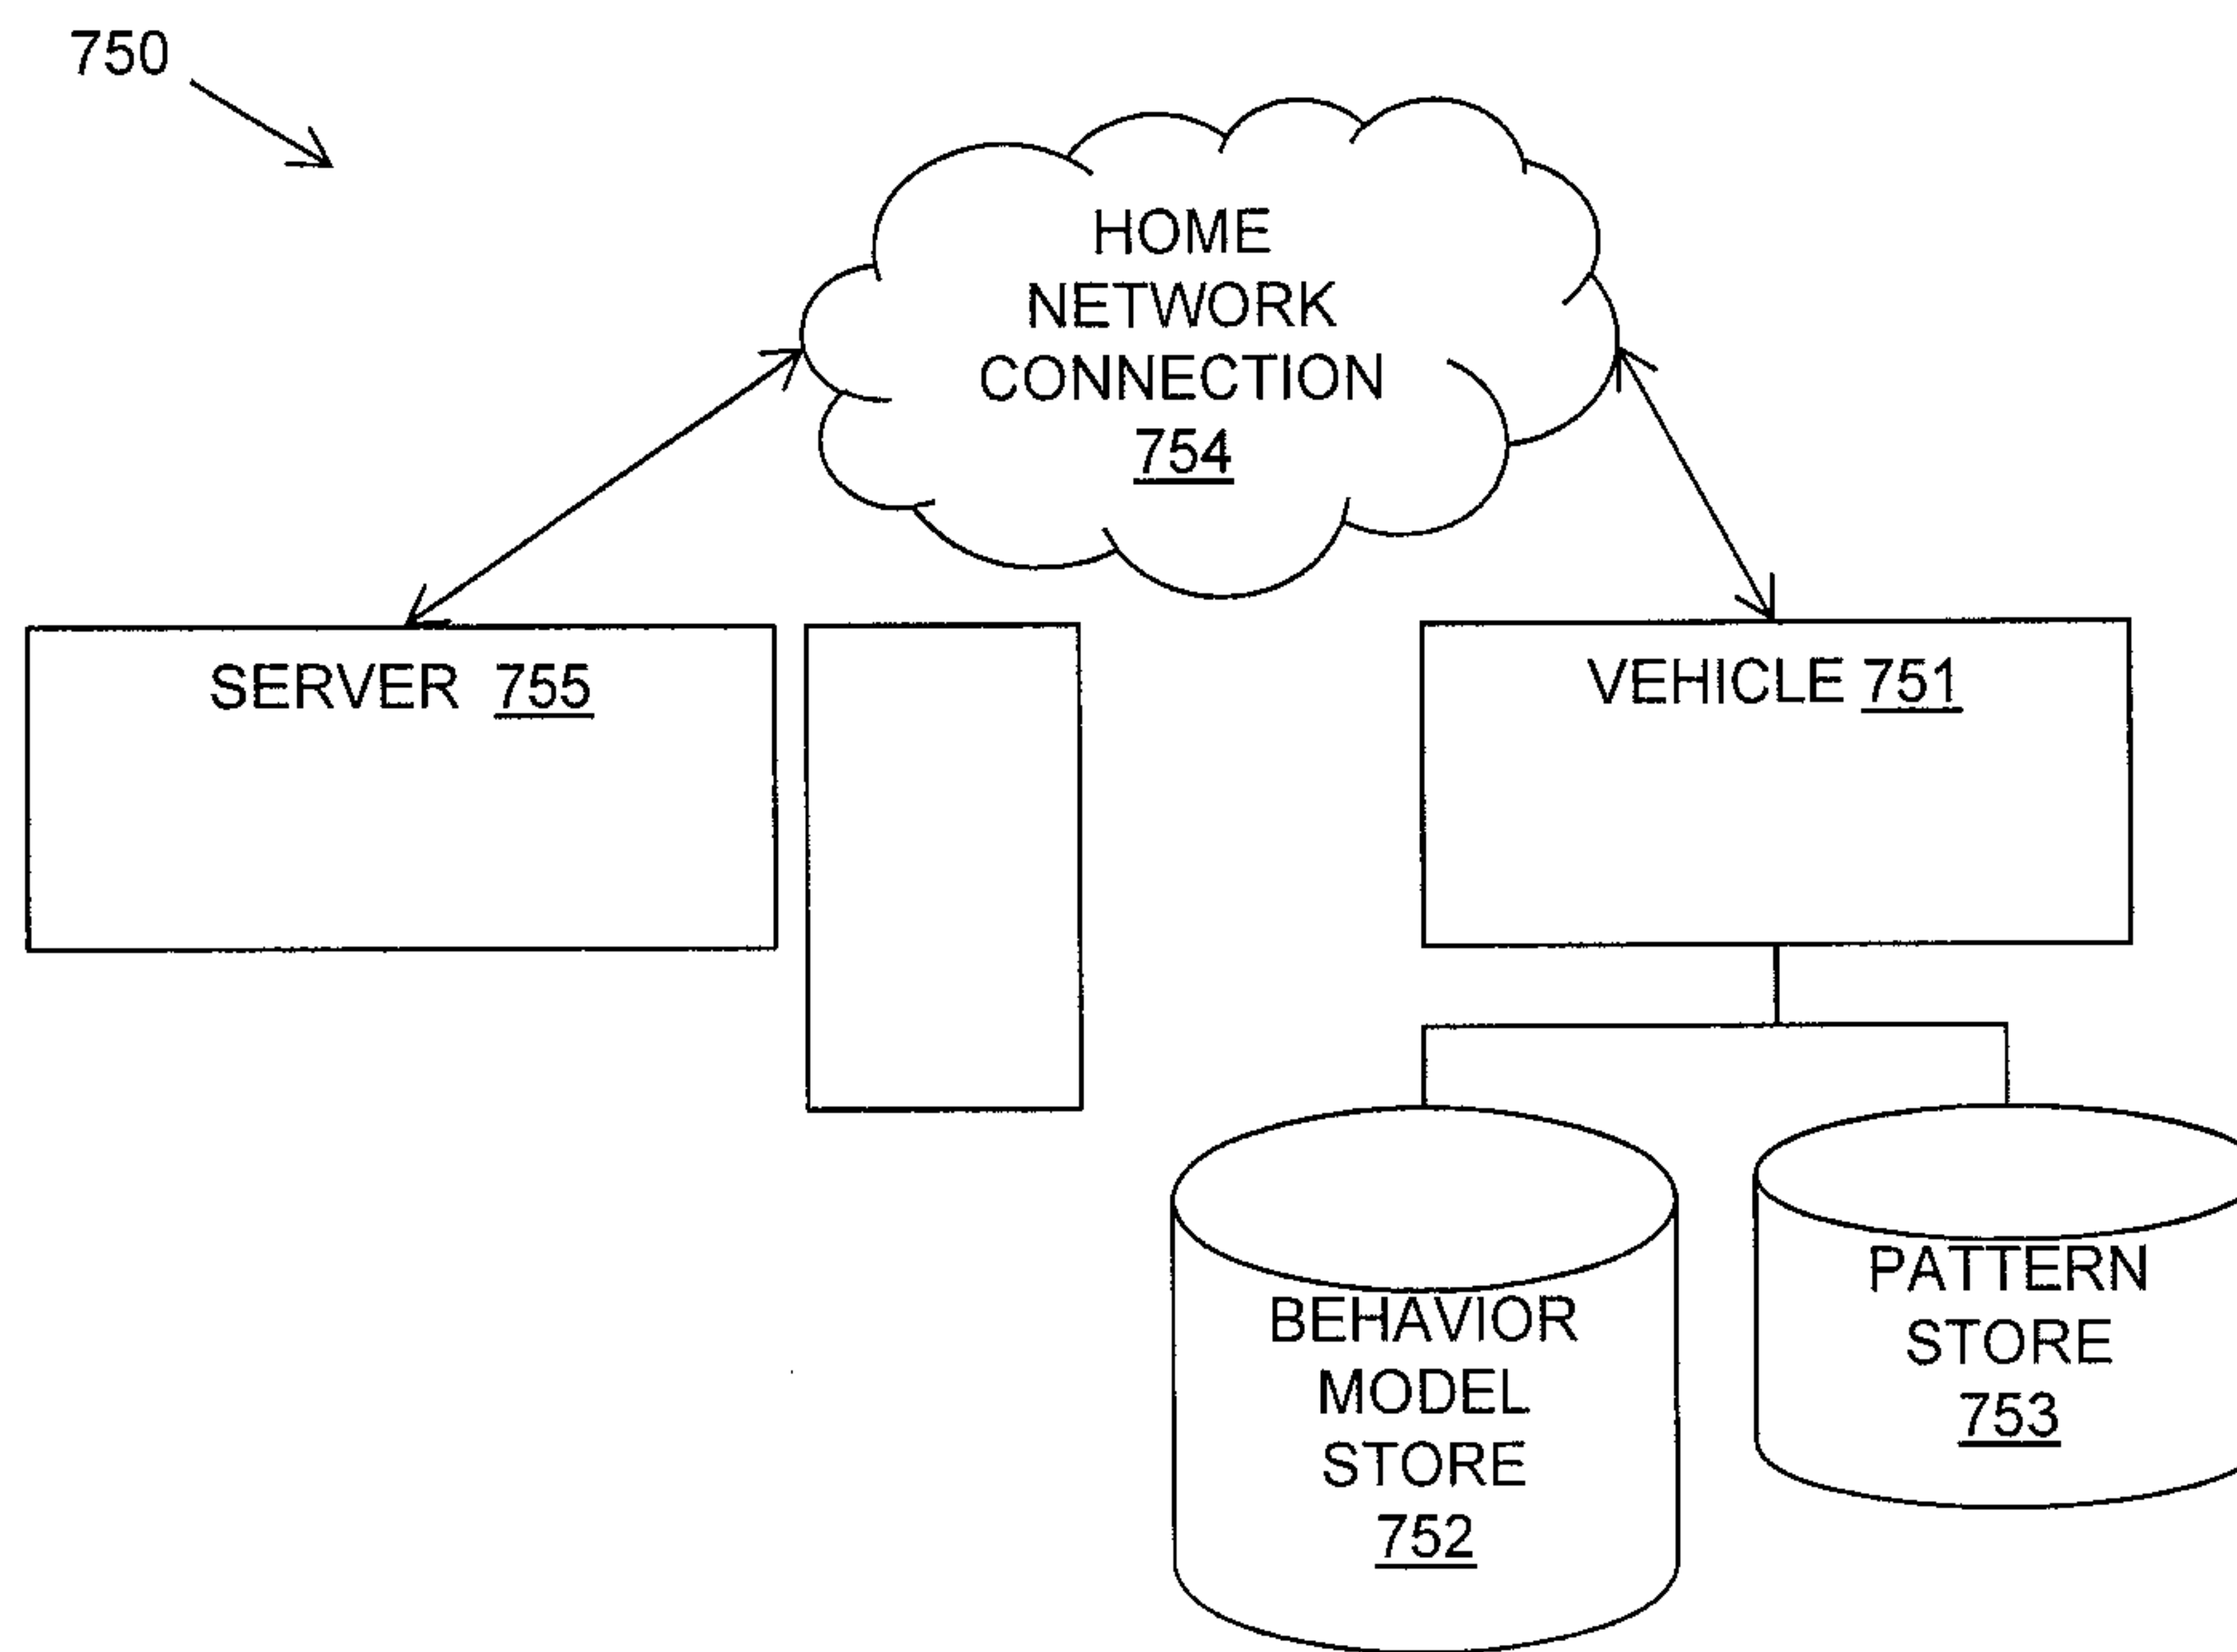 750
HOME
NETWORK
CONNECTION
754
SERVER 755
VEHICLE 751
BEHAVIOR
MODEL
STORE
752
PATTERN
STORE
753